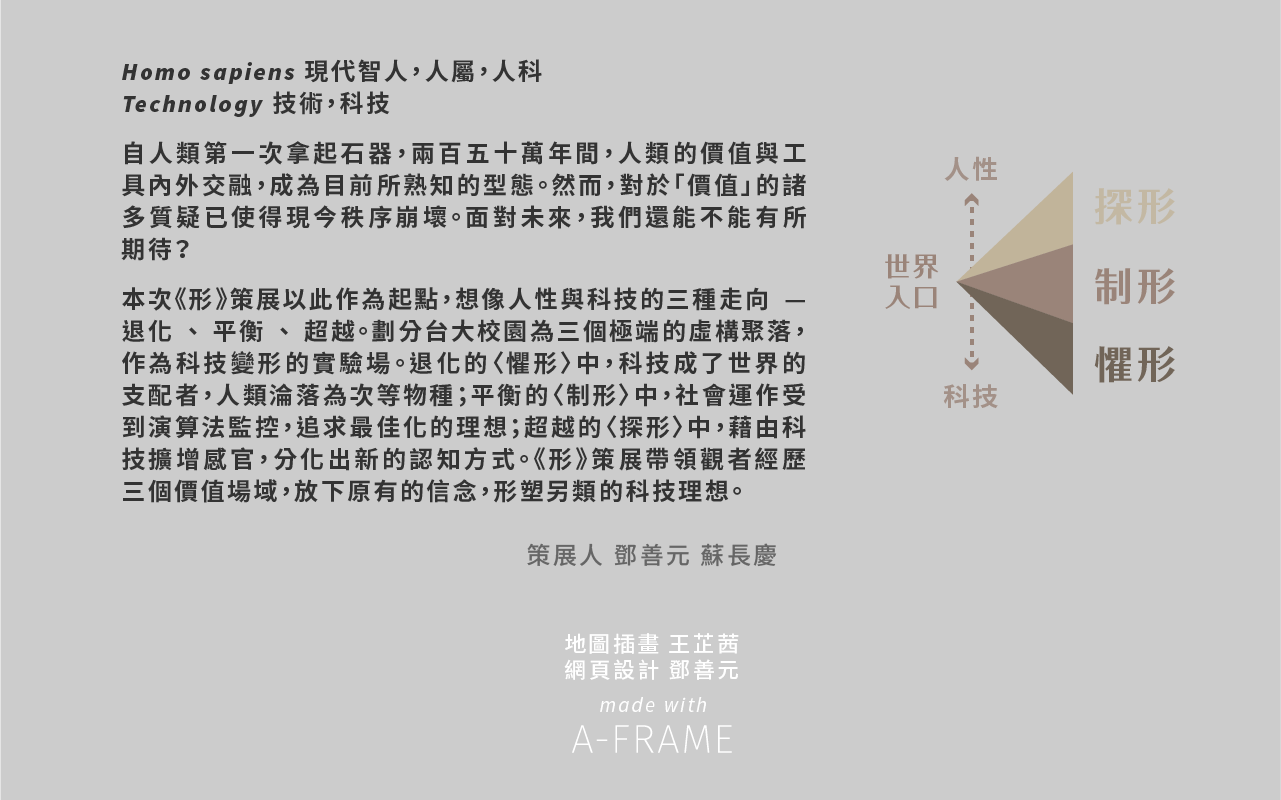 Homo sapiens 現代智人，人屬，人科
Technology 技術，科技
自人類第一次拿起石器，兩百五十萬年間，人類的價值與工
具內外交融，成為目前所熟知的型態。然而，對於「價值」的諸
多質疑已使得現今秩序崩壞。面對未來，我們還能不能有所
期待？
本次《形》策展以此作為起點，想像人性與科技的三種走向 —
退化 、 平衡 、 超越。劃分台大校園為三個極端的虛構聚落，
作為科技變形的實驗場。退化的〈懼形〉中，科技成了世界的
支配者，人類淪落為次等物種；平衡的〈制形〉中，社會運作受
到演算法監控，追求最佳化的理想；超越的〈探形〉中，藉由科
技擴增感官，分化出新的認知方式。《形》策展帶領觀者經歷
三個價值場域，放下原有的信念，形塑另類的科技理想。
策展人 鄧善元 蘇長慶
人性
世界
入口
科技
探形
制形
懼形
地圖插畫 王芷茜
網頁設計 鄧善元
made with
A-FRAME